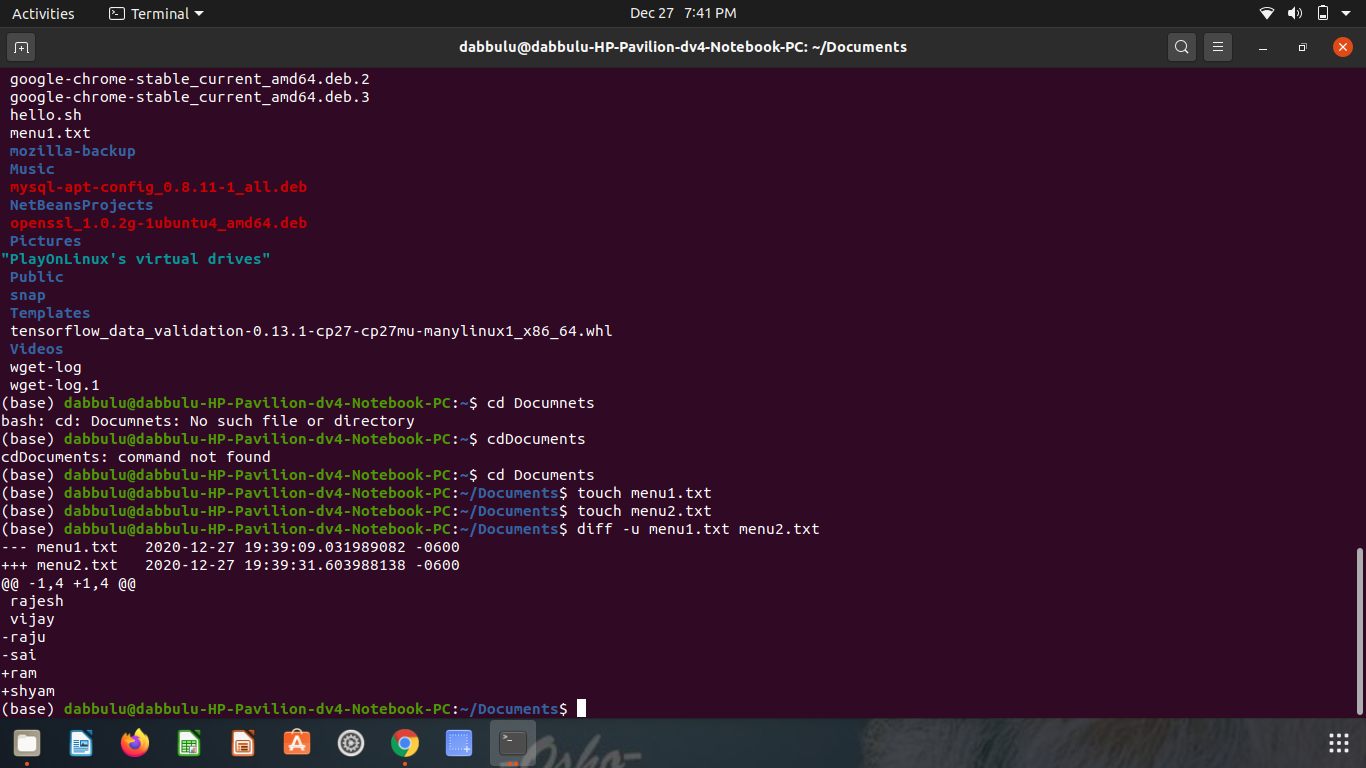 Activities Terminal Dec 27 7:41 PM
dabbulu@dabbulu-HP-Pavilion-dv4-Notebook-PC: ~/Documents
google-chrome-stable_current_amd64.deb.2
google-chrome-stable_current_amd64.deb.3
hello.sh
menu1.txt
mozilla-backup
Music
mysql-apt-config_0.8.11-1_all.deb
NetBeansProjects
openssl_1.0.2g-1ubuntu4_amd64.deb
Pictures
"PlayOnLinux's virtual drives"
Public
snap
Templates
tensorflow_data_validation-0.13.1-cp27-cp27mu-manylinux1_x86_64.whl
Videos
wget-log
wget-log.1
(base) dabbulu@dabbulu-HP-Pavilion-dv4-Notebook-PC:~$ cd Documnets
bash: cd: Documnets: No such file or directory
(base) dabbulu@dabbulu-HP-Pavilion-dv4-Notebook-PC:~$ cdDocuments
cdDocuments: command not found
(base) dabbulu@dabbulu-HP-Pavilion-dv4-Notebook-PC:~$ cd Documents
(base) dabbulu@dabbulu-HP-Pavilion-dv4-Notebook-PC:~/Documents$ touch menu1.txt
(base) dabbulu@dabbulu-HP-Pavilion-dv4-Notebook-PC:~/Documents$ touch menu2.txt
(base) dabbulu@dabbulu-HP-Pavilion-dv4-Notebook-PC:~/Documents$ diff -u menu1.txt menu2.txt
--- menu1.txt   2020-12-27 19:39:09.031989082 -0600
+++ menu2.txt   2020-12-27 19:39:31.603988138 -0600
@@ -1,4 +1,4 @@
 rajesh
 vijay
-raju
-sai
+ram
+shyam
(base) dabbulu@dabbulu-HP-Pavilion-dv4-Notebook-PC:~/Documents$
-Osho-